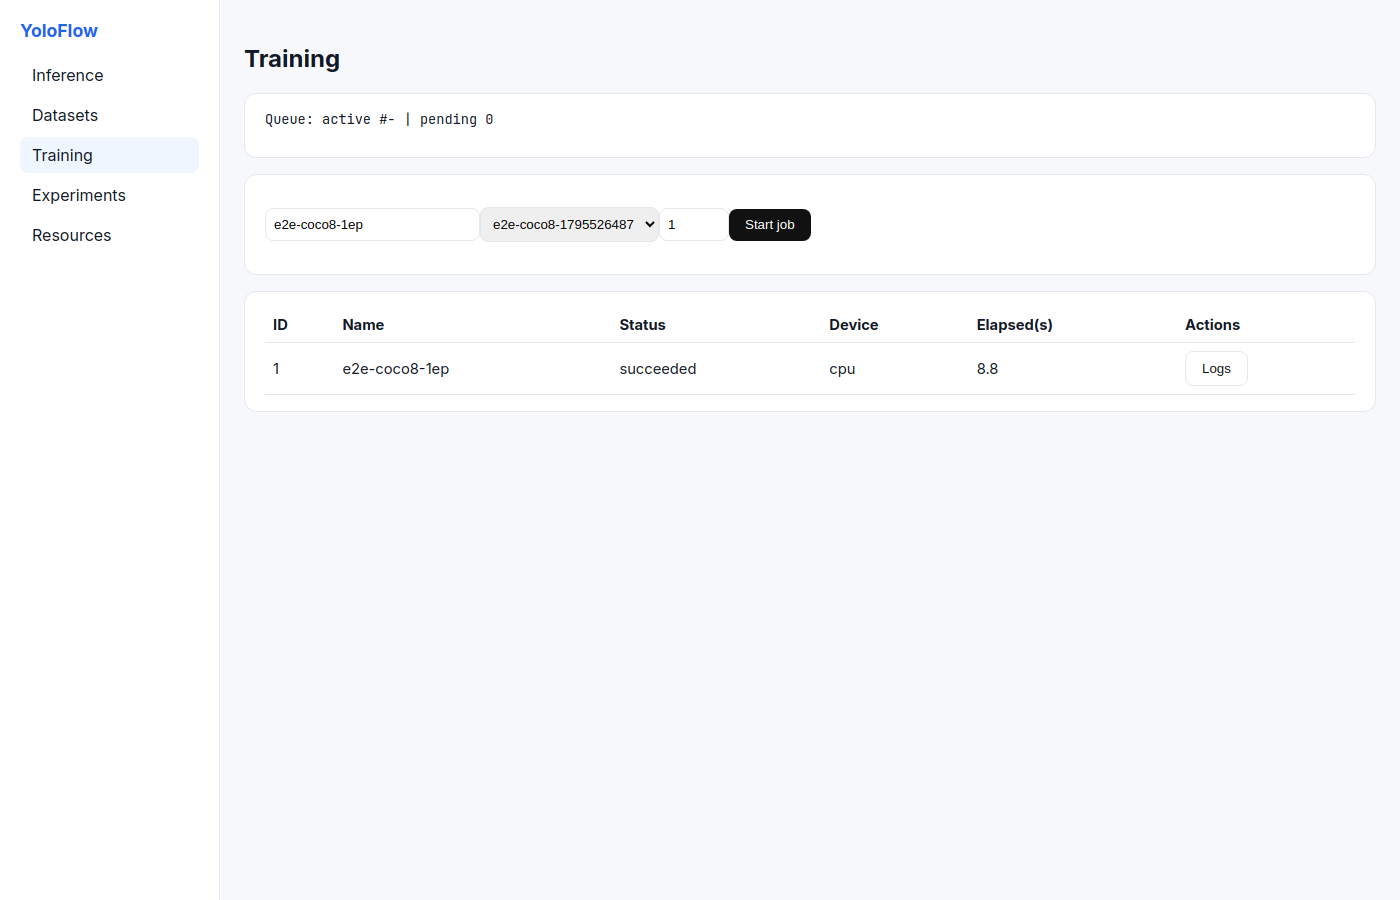 YoloFlow
Inference
Datasets
Training
Experiments
Resources
Training
Queue: active #- | pending 0
e2e-coco8-1ep e2e-coco8-1795526487 1 Start job
ID Name Status Device Elapsed(s) Actions
1 e2e-coco8-1ep succeeded cpu 8.8 Logs